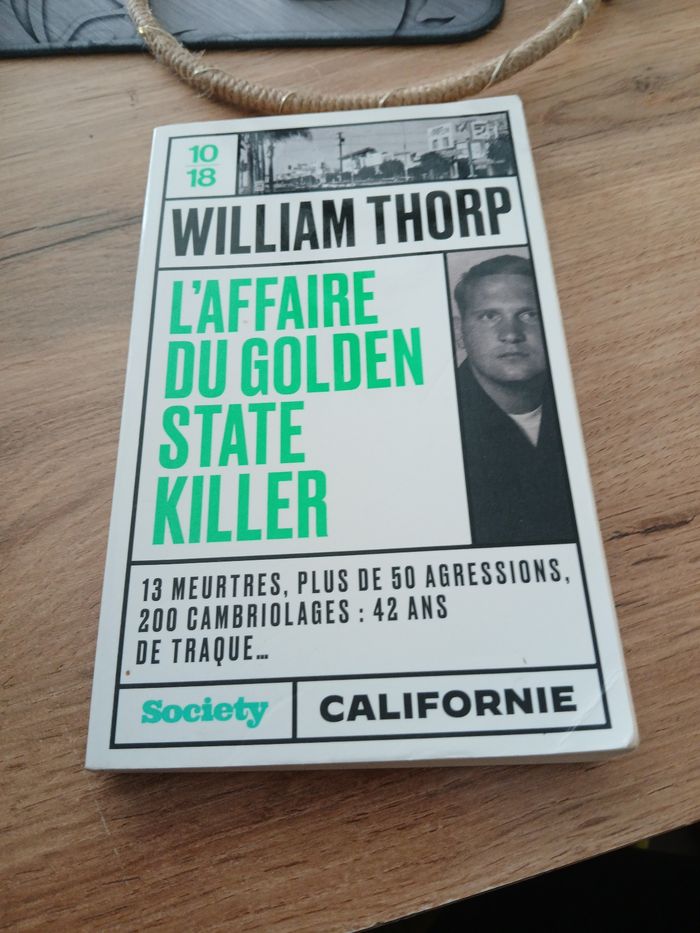 10
18
WILLIAM THORP
L'AFFAIRE
DU GOLDEN
STATE
KILLER
13 MEURTRES, PLUS DE 50 AGRESSIONS,
200 CAMBRIOLAGES : 42 ANS
DE TRAQUE…
Society
CALIFORNIE